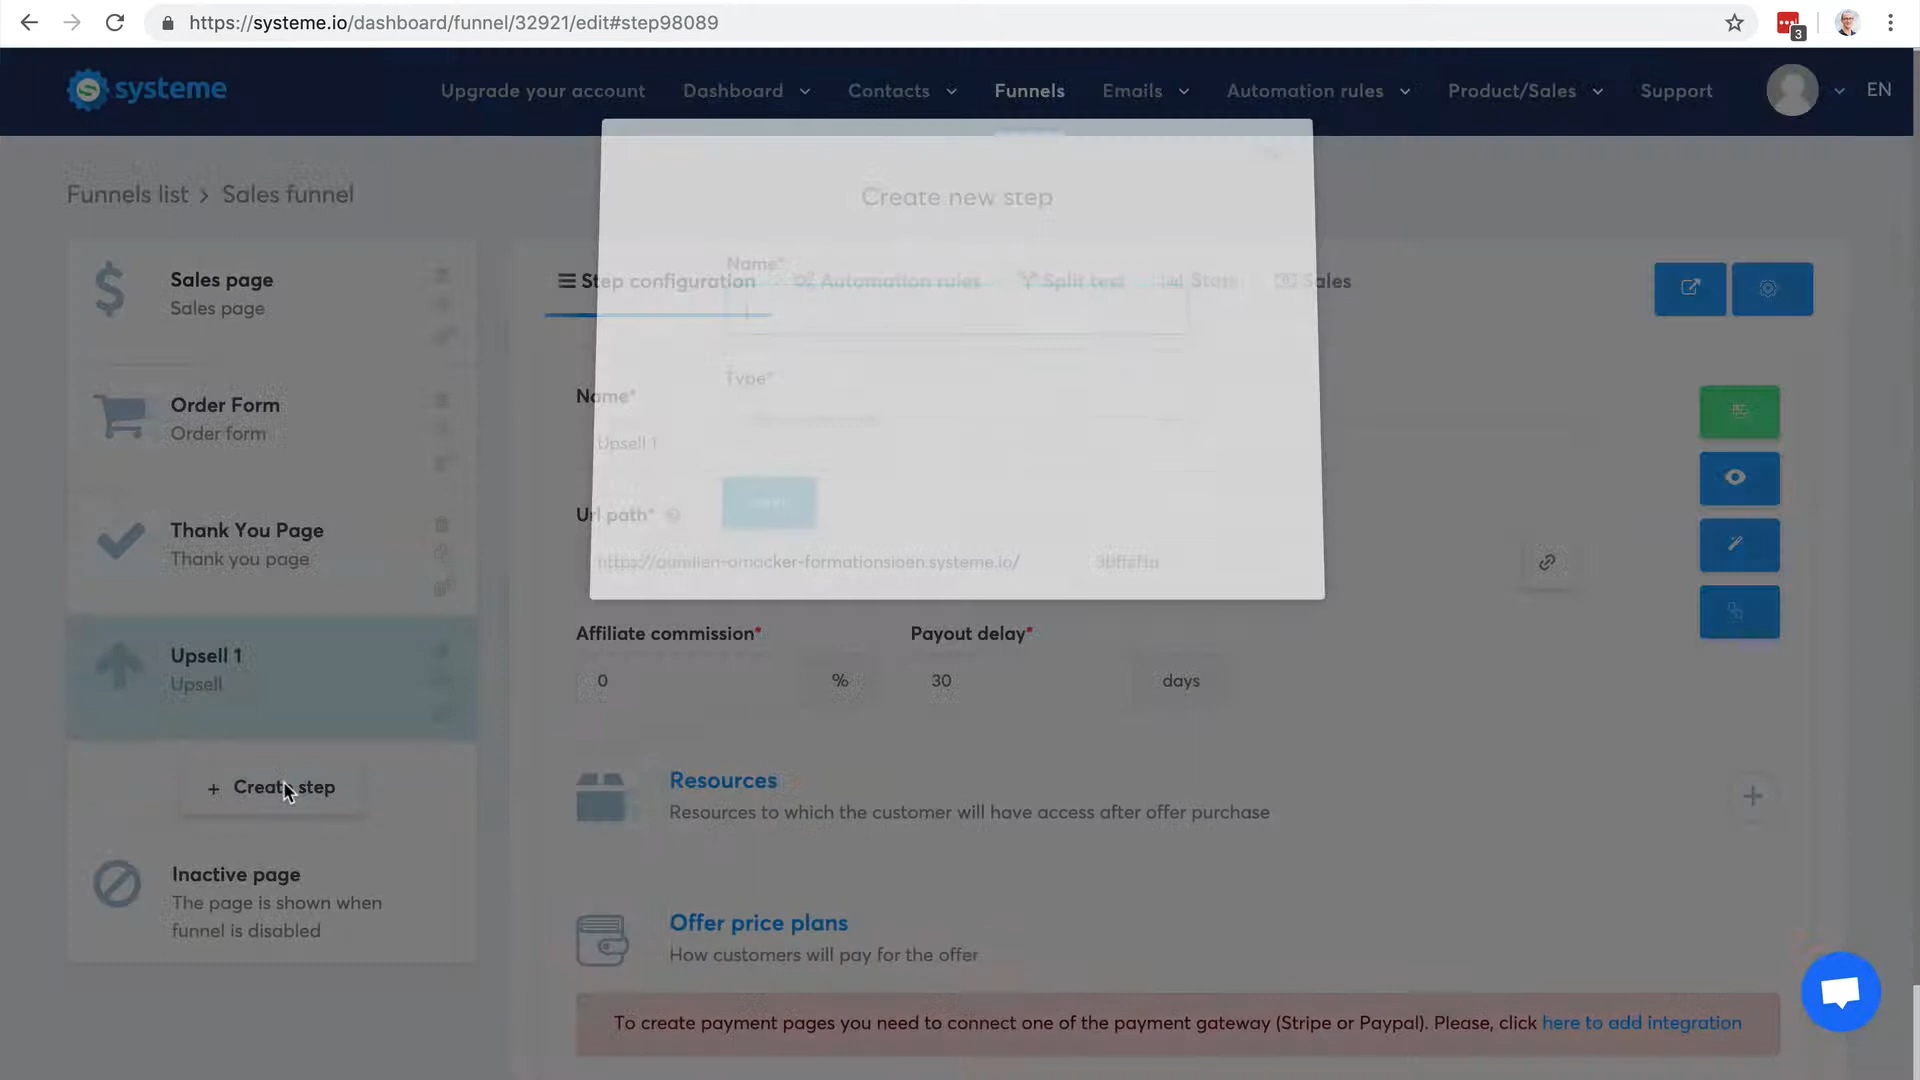 https://systeme.io/dashboard/funnel/32921/edit#step98089
3
systeme
Upgrade your account
Dashboard
Contacts
Funnels
Emails
Automation rules
Product/Sales
Support
EN
Funnels list > Sales funnel
Create new step
Name*
Type*
Sales page
Sales page
Order Form
Order form
Thank You Page
Thank you page
Upsell 1
Upsell
+ Create step
Inactive page
The page is shown when
funnel is disabled
Step configuration
Automation rules
Split test
Stats
Sales
Name*
Upsell 1
Url path*
Affiliate commission*
Payout delay*
0 %
30 days
Resources
Resources to which the customer will have access after offer purchase
Offer price plans
How customers will pay for the offer
To create payment pages you need to connect one of the payment gateway (Stripe or Paypal). Please, click here to add integration